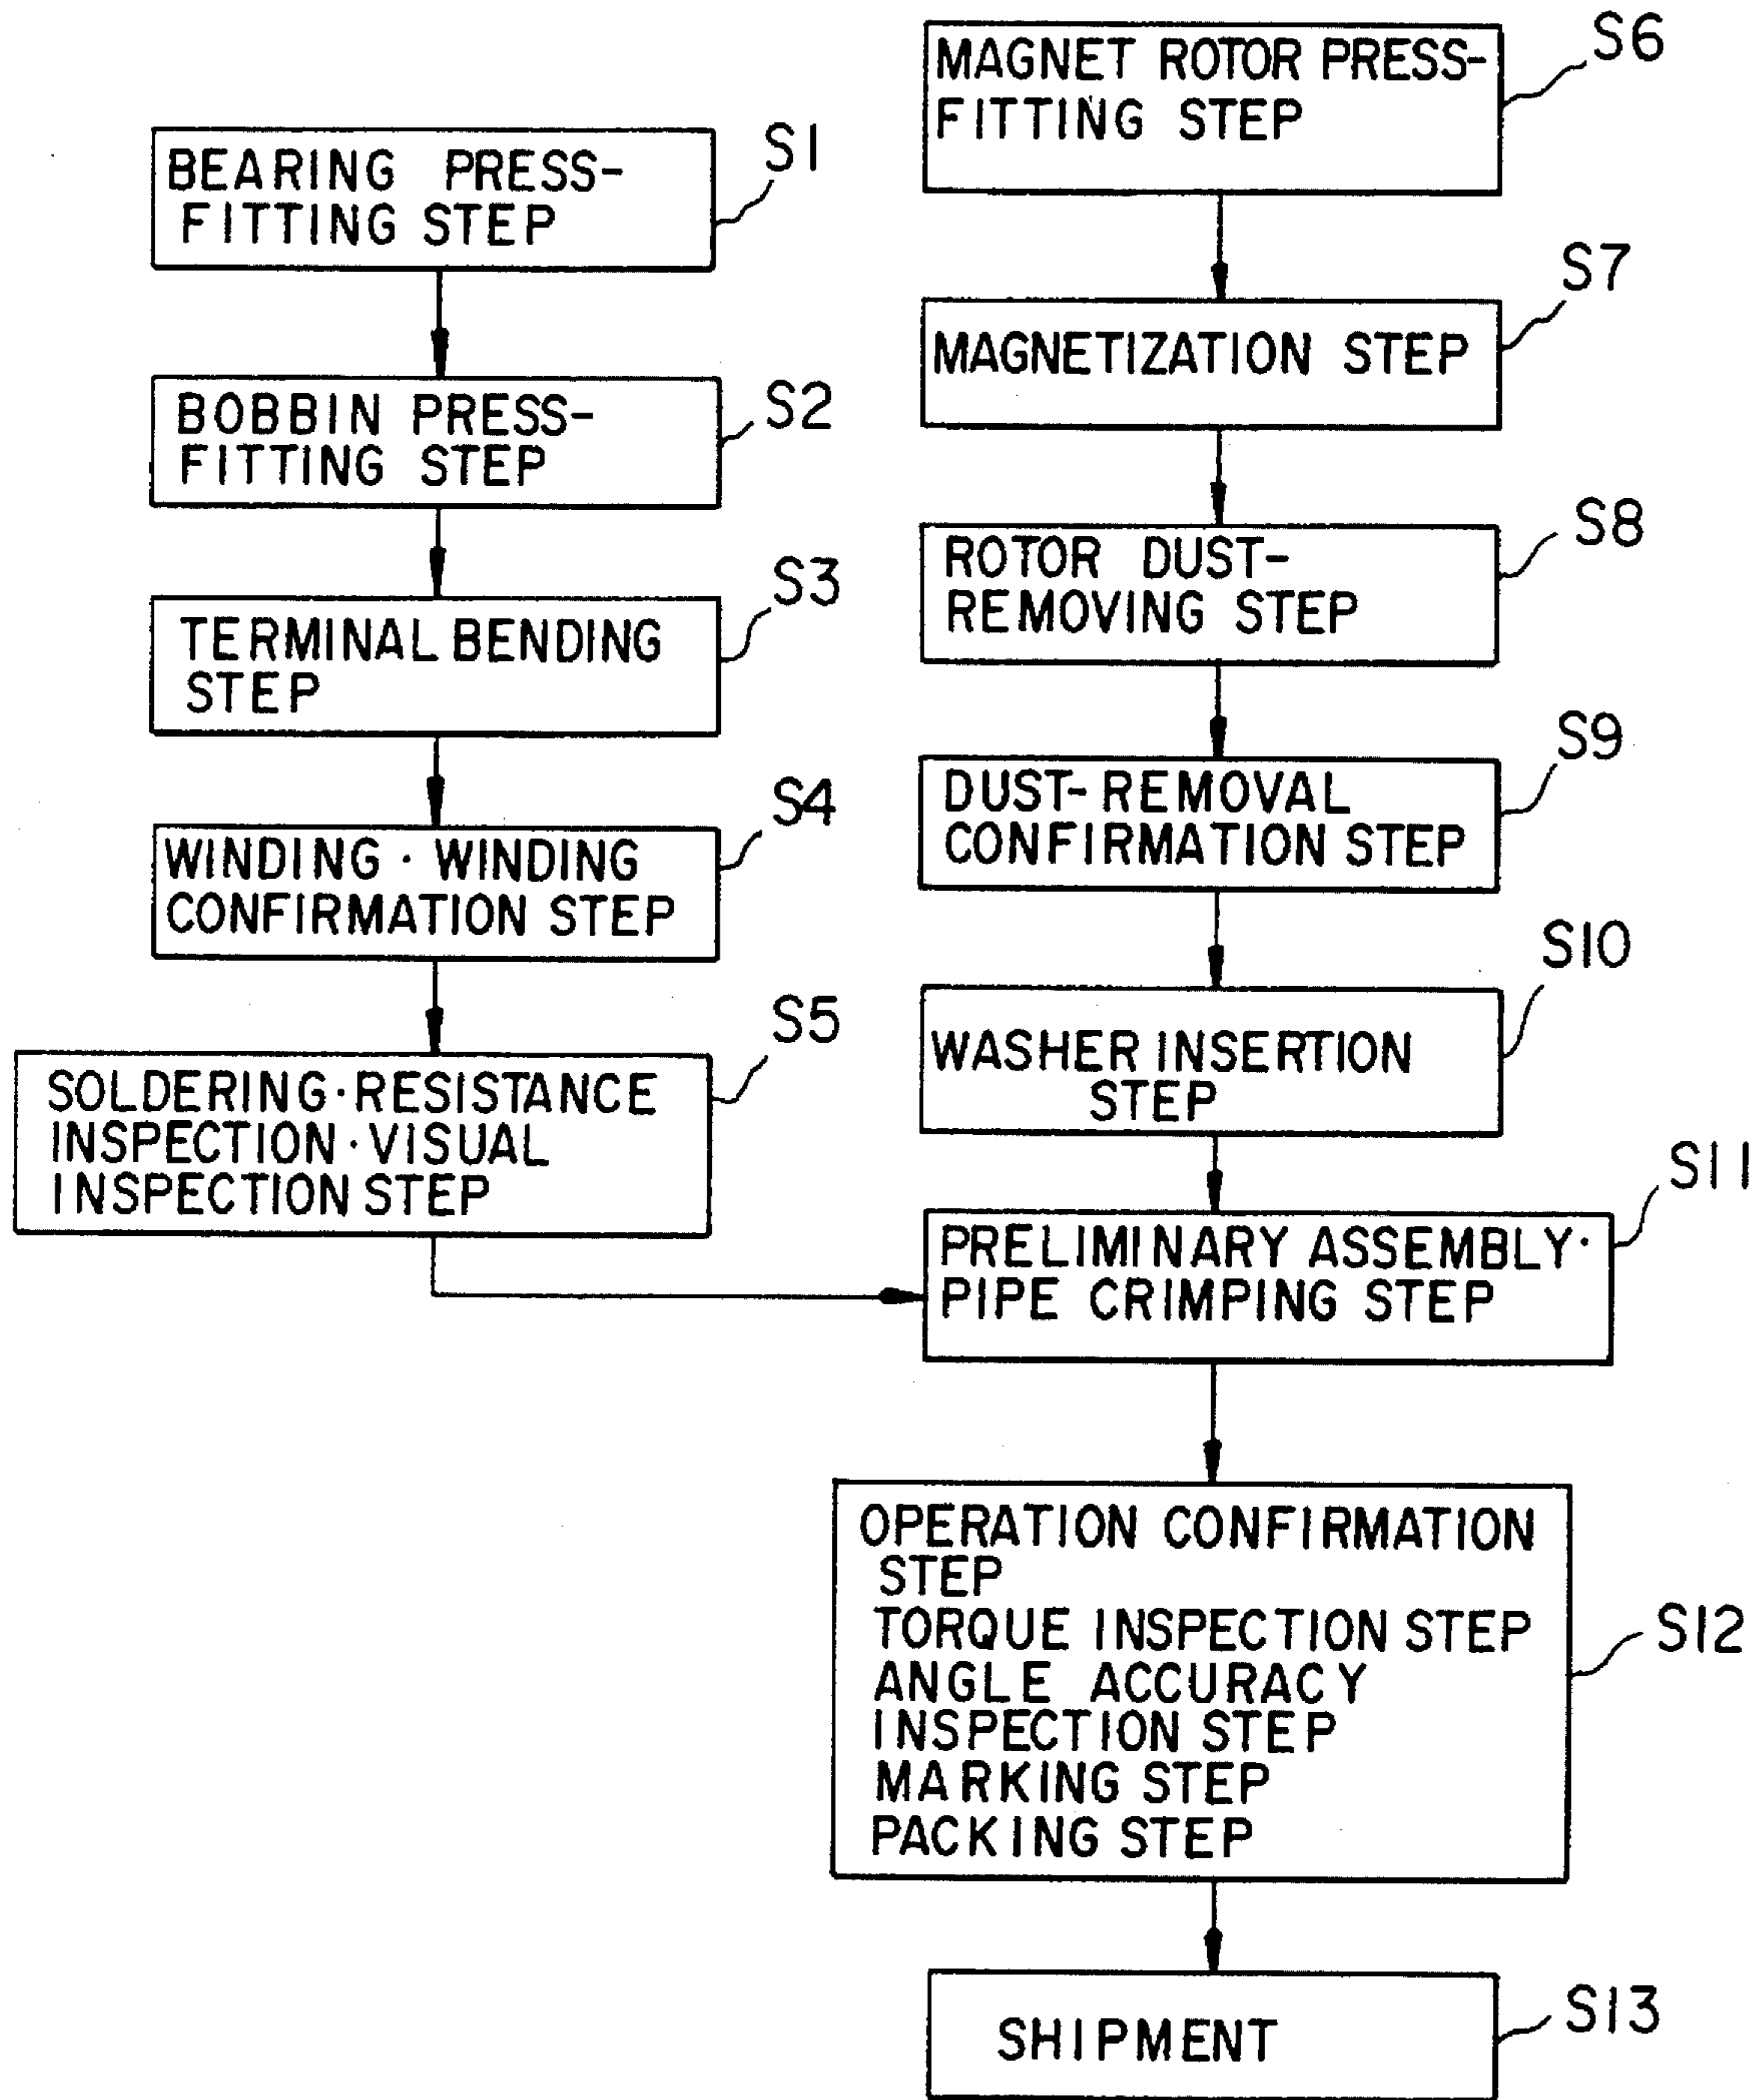 BEARING PRESS-
FITTING STEP
S1
BOBBIN PRESS-
FITTING STEP
S2
TERMINAL BENDING
STEP
S3
WINDING · WINDING
CONFIRMATION STEP
S4
SOLDERING · RESISTANCE
INSPECTION · VISUAL
INSPECTION STEP
S5
MAGNET ROTOR PRESS-
FITTING STEP
S6
MAGNETIZATION STEP
S7
ROTOR DUST-
REMOVING STEP
S8
DUST-REMOVAL
CONFIRMATION STEP
S9
WASHER INSERTION
STEP
S10
PRELIMINARY ASSEMBLY ·
PIPE CRIMPING STEP
S11
OPERATION CONFIRMATION
STEP
TORQUE INSPECTION STEP
ANGLE ACCURACY
INSPECTION STEP
MARKING STEP
PACKING STEP
S12
SHIPMENT
S13